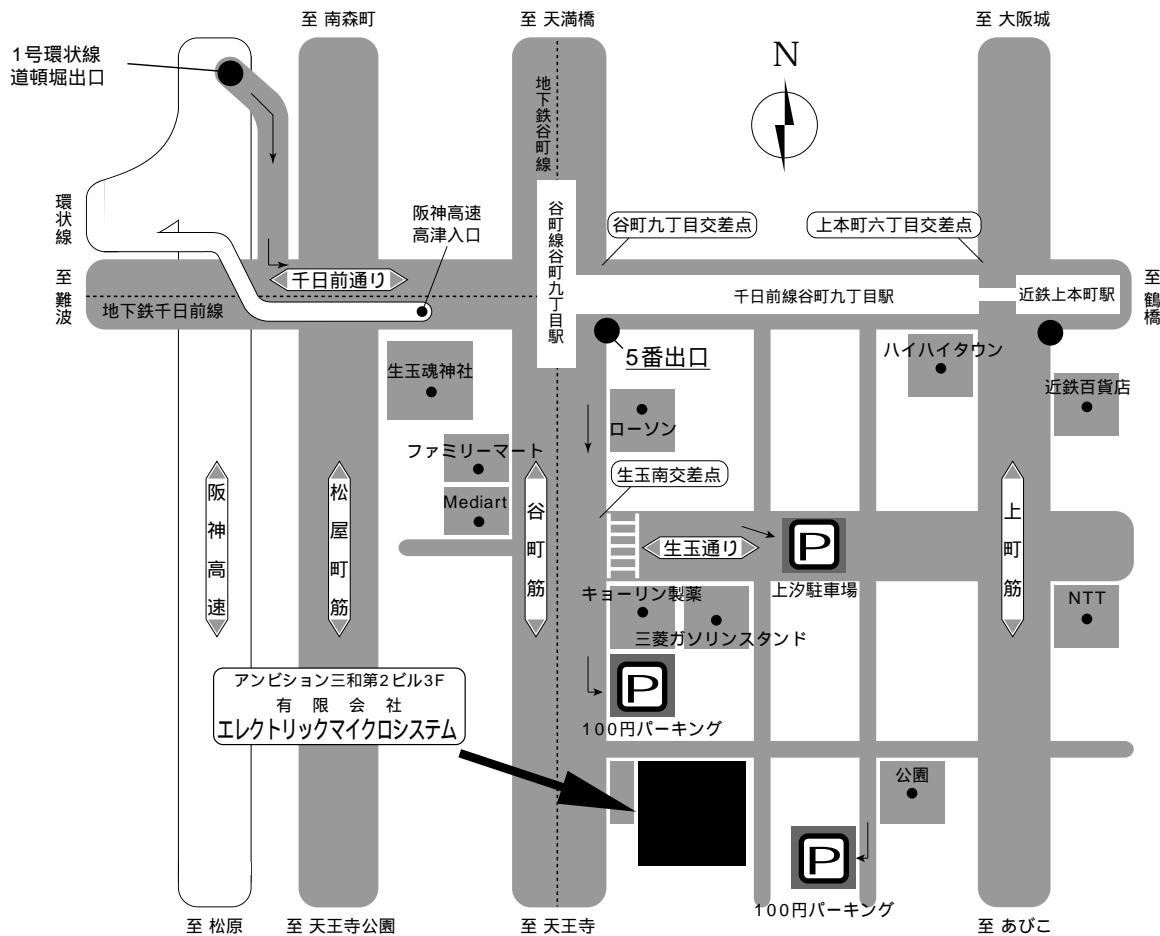 至 南森町
至 天満橋
至 大阪城
1号環状線
道頓堀出口
地下鉄谷町線
N
環状線
阪神高速
高津入口
谷町線谷町九丁目駅
谷町九丁目交差点
上本町六丁目交差点
至 難波
千日前通り
地下鉄千日前線
千日前線谷町九丁目駅
近鉄上本町駅
至 鶴橋
5番出口
生玉魂神社
ハイハイタウン
近鉄百貨店
ローソン
ファミリーマート
生玉南交差点
Mediart
阪神高速
松屋町筋
谷町筋
生玉通り
P
上汐駐車場
上町筋
キョーリン製薬
三菱ガソリンスタンド
NTT
アンビション三和第2ビル3F
有限会社
エレクトリックマイクロシステム
P
100円パーキング
公園
P
100円パーキング
至 松原
至 天王寺公園
至 天王寺
至 あびこ